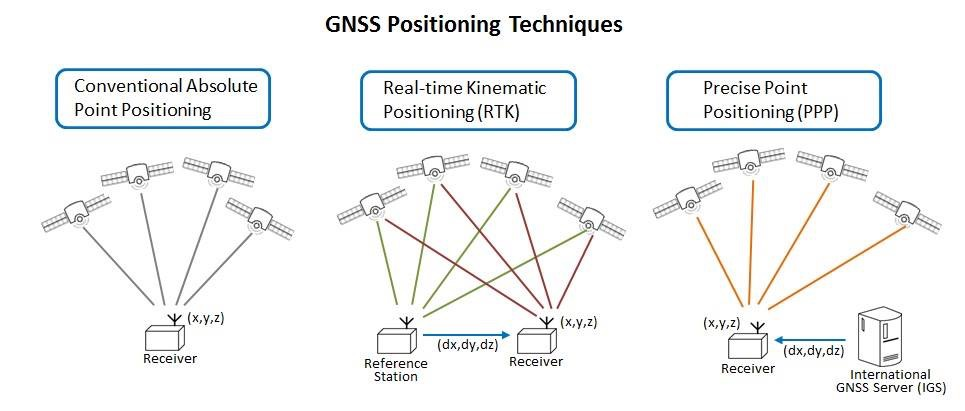 GNSS Positioning Techniques
Conventional Absolute
Point Positioning
Real-time Kinematic
Positioning (RTK)
Precise Point
Positioning (PPP)
(x,y,z)
Receiver
(x,y,z)
(dx,dy,dz)
Reference
Station
Receiver
(x,y,z)
(dx,dy,dz)
Receiver
International
GNSS Server (IGS)